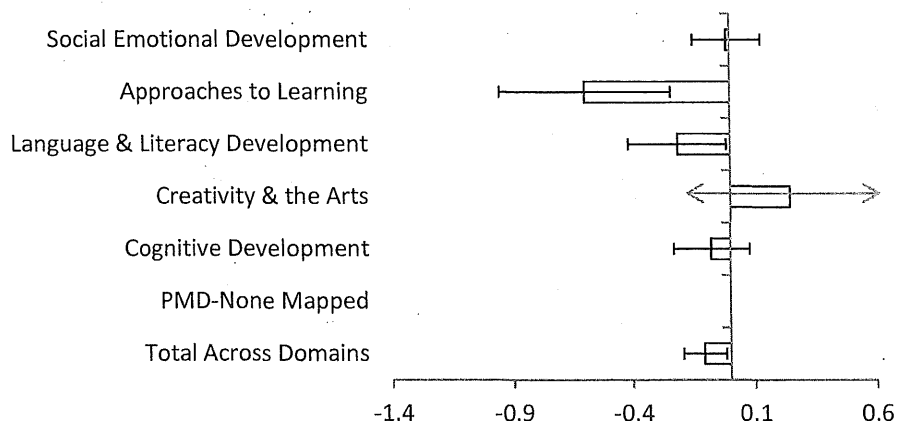 Social Emotional Development
Approaches to Learning
Language & Literacy Development
Creativity & the Arts
Cognitive Development
PMD-None Mapped
Total Across Domains
-1.4 -0.9 -0.4 0.1 0.6